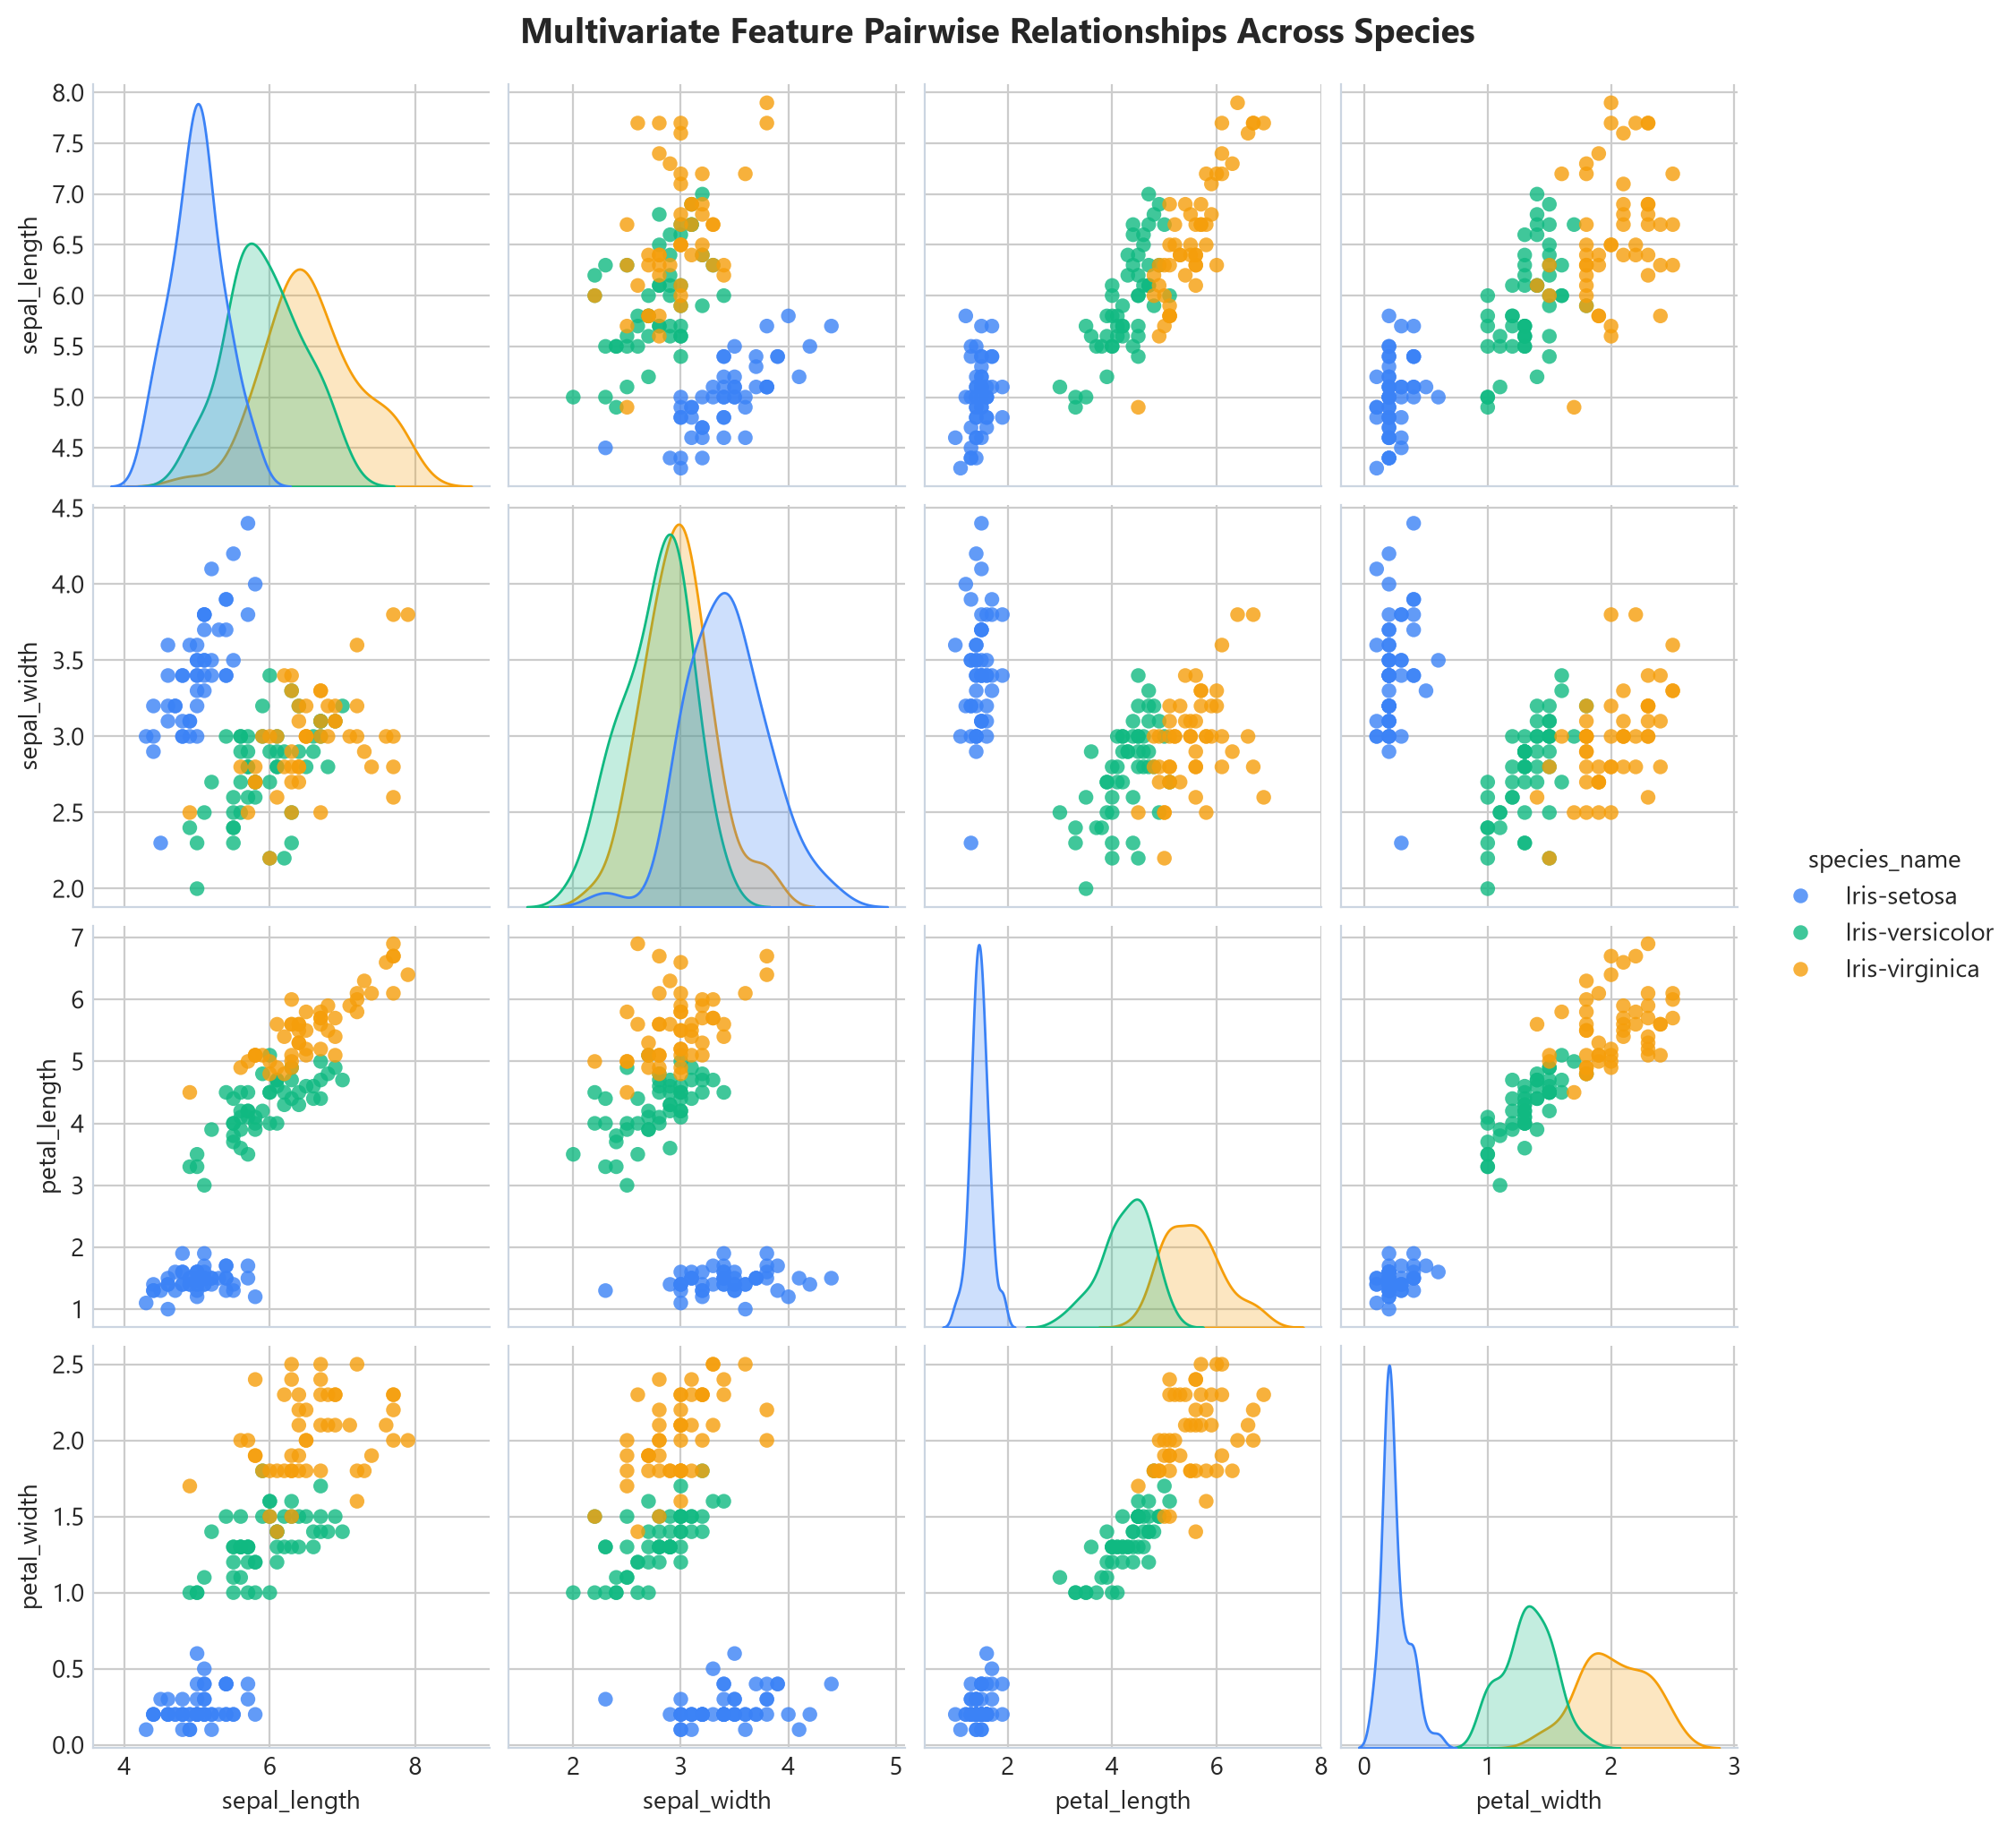 Multivariate Feature Pairwise Relationships Across Species
8.0
7.5
7.0
6.5
6.0
5.5
5.0
4.5
sepal_length
4.5
4.0
3.5
3.0
2.5
2.0
sepal_width
species_name
Iris-setosa
Iris-versicolor
Iris-virginica
7
6
5
4
3
2
1
petal_length
2.5
2.0
1.5
1.0
0.5
0.0
petal_width
4 6 8 2 3 4 5 2 4 6 8 0 1 2 3
sepal_length sepal_width petal_length petal_width